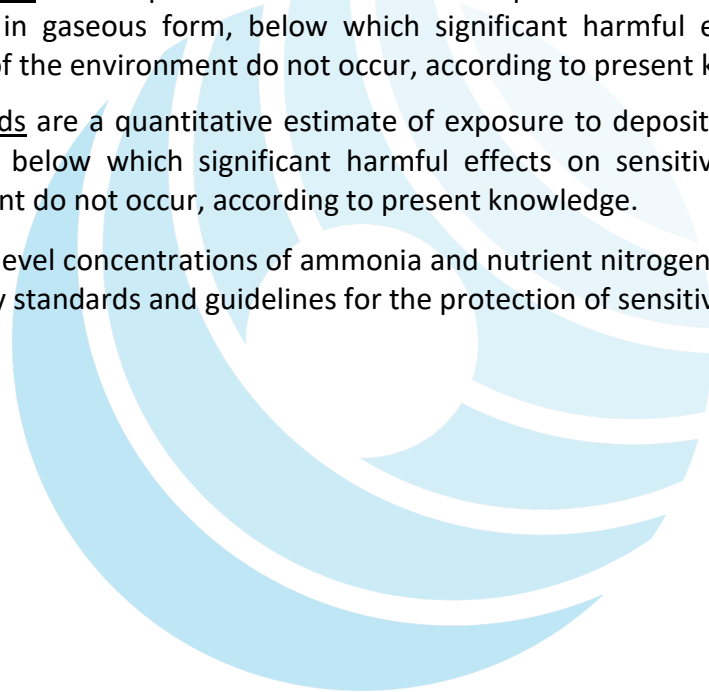 in gaseous form, below which significant harmful e
of the environment do not occur, according to present k
ds are a quantitative estimate of exposure to deposit
below which significant harmful effects on sensitiv
nt do not occur, according to present knowledge.
evel concentrations of ammonia and nutrient nitrogen
y standards and guidelines for the protection of sensitiv